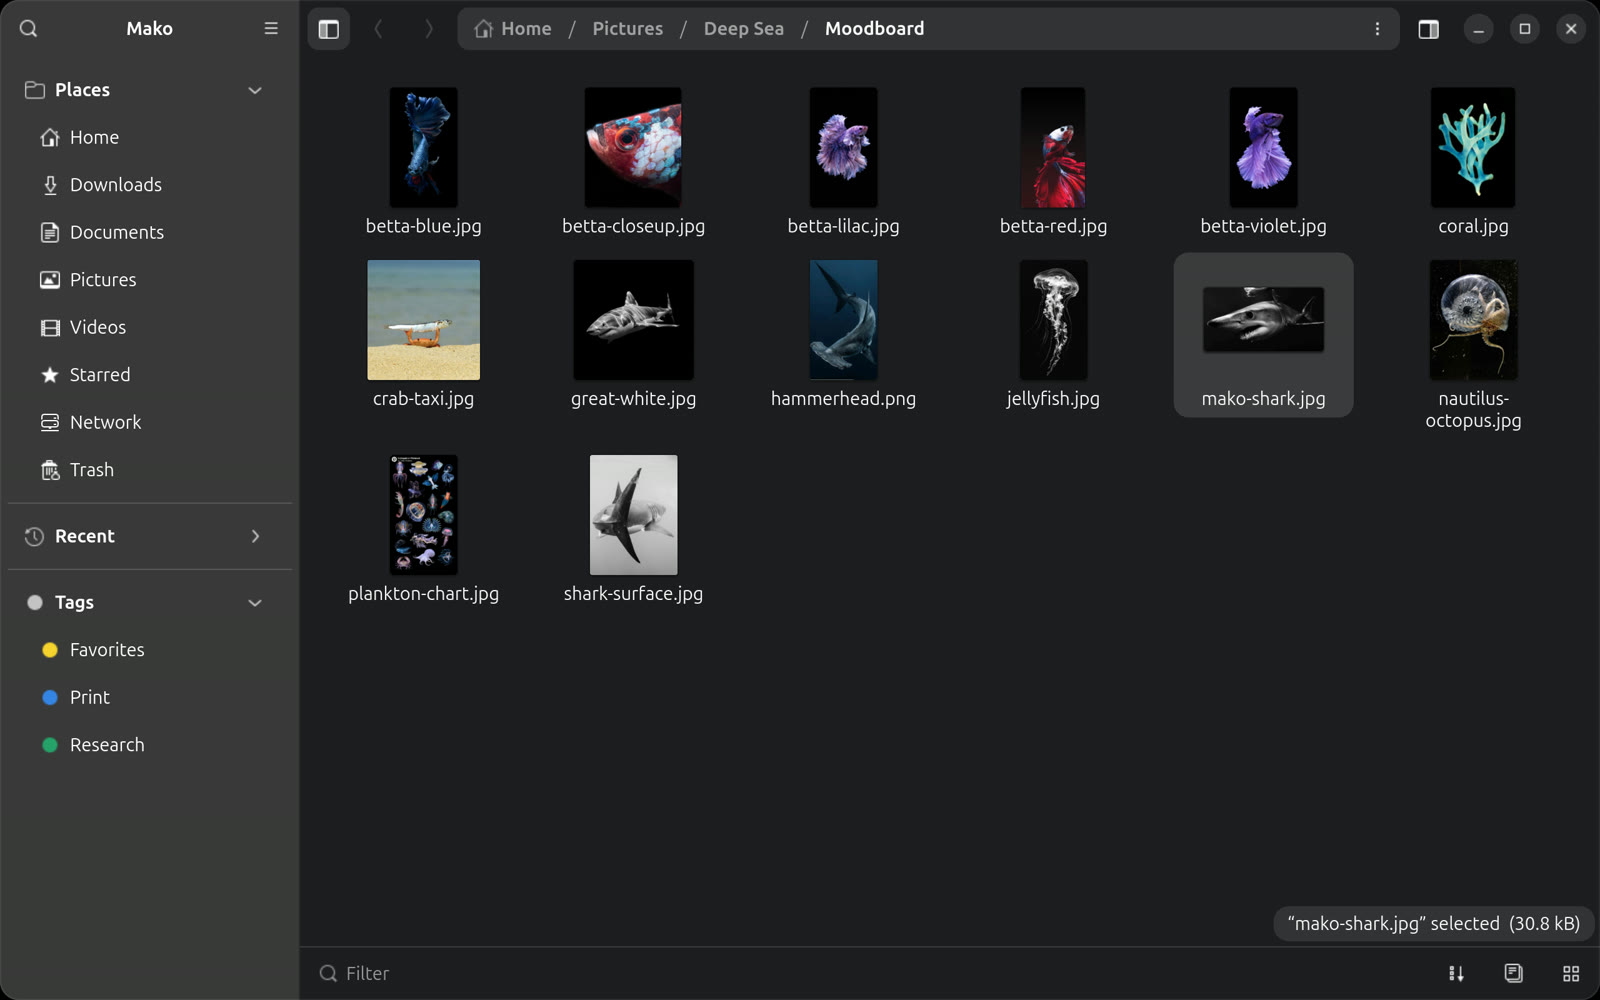 Mako
Home / Pictures / Deep Sea / Moodboard
Places
Home
Downloads
Documents
Pictures
Videos
Starred
Network
Trash
Recent
Tags
Favorites
Print
Research
betta-blue.jpg
betta-closeup.jpg
betta-lilac.jpg
betta-red.jpg
betta-violet.jpg
coral.jpg
crab-taxi.jpg
great-white.jpg
hammerhead.png
jellyfish.jpg
mako-shark.jpg
nautilus-
octopus.jpg
plankton-chart.jpg
shark-surface.jpg
“mako-shark.jpg” selected (30.8 kB)
Filter